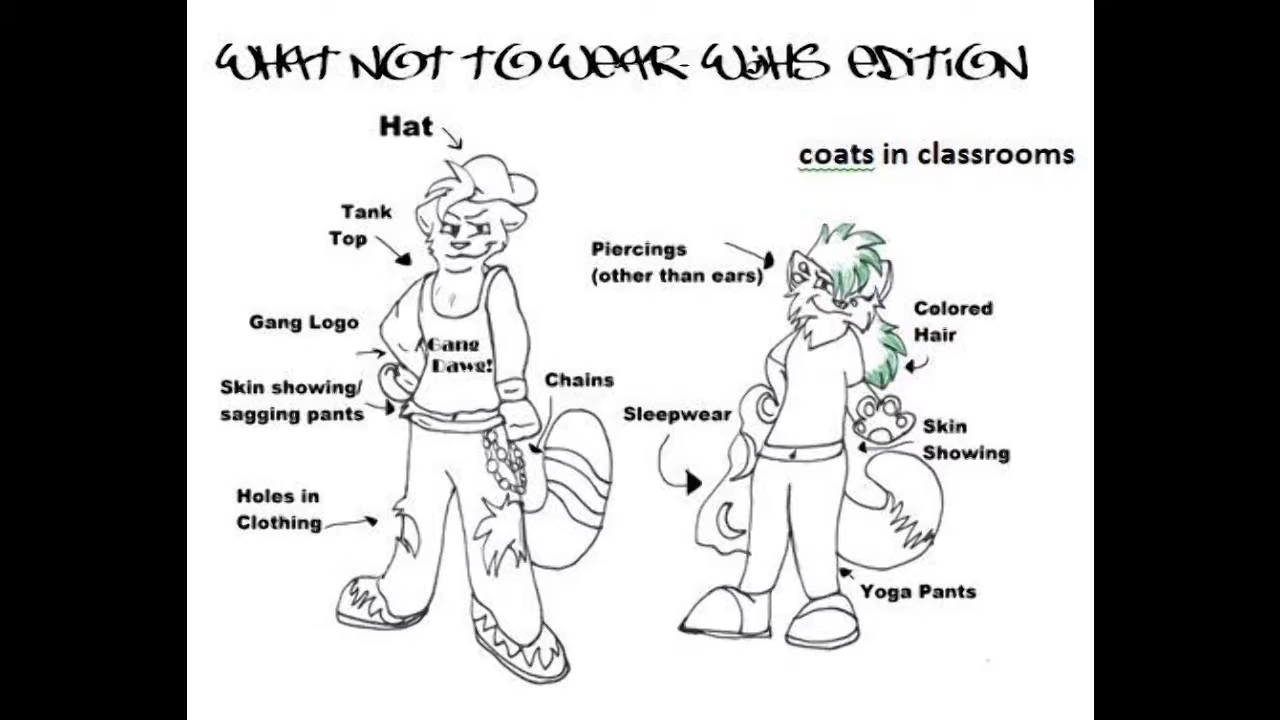 WHAT NOT TO WEAR- WJHS EDITION
Hat
coats in classrooms
Tank
Top
Piercings
(other than ears)
Gang Logo
Colored
Hair
Gang
Dawg!
Skin showing/
sagging pants
Chains
Sleepwear
Skin
Showing
Holes in
Clothing
Yoga Pants